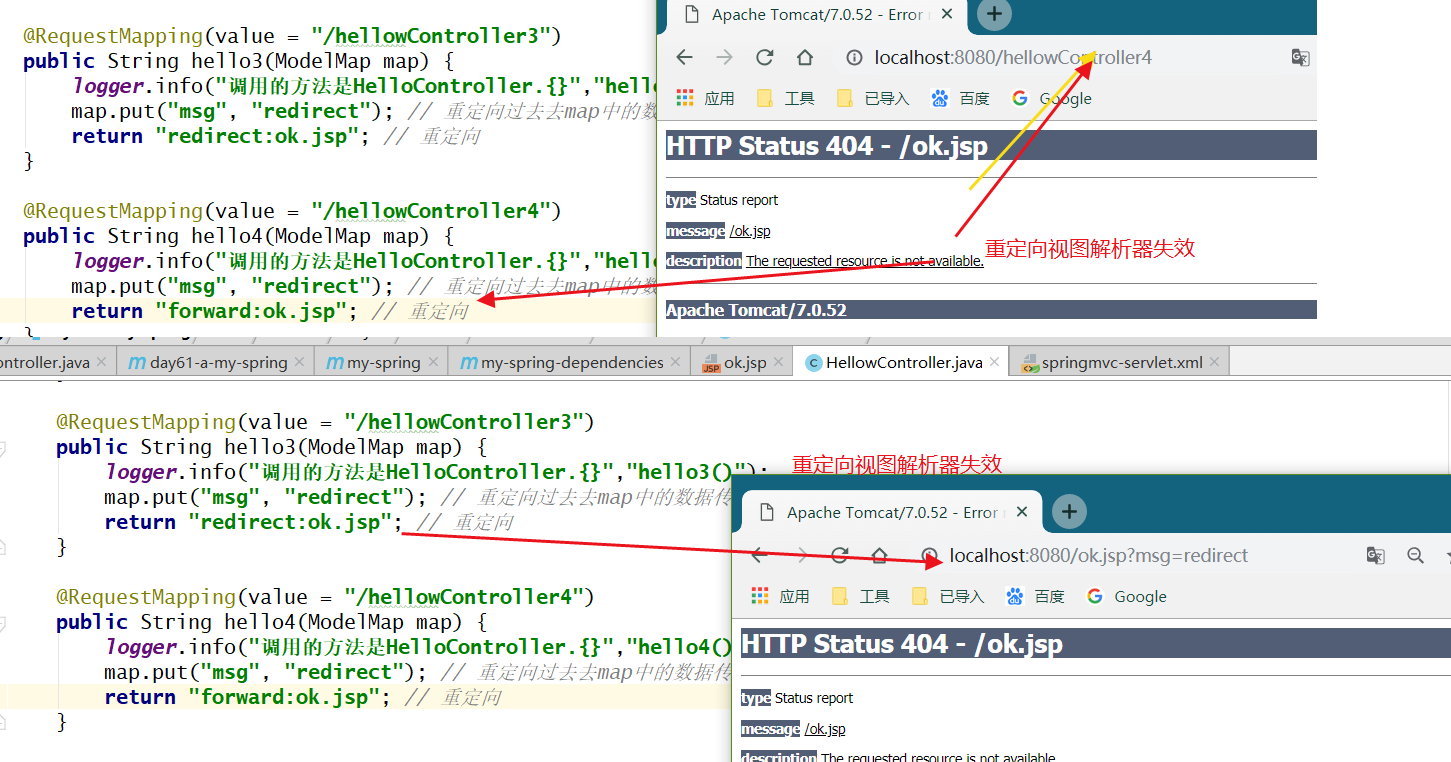 @RequestMapping(value = "/hellowController3")
public String hello3(ModelMap map) {
logger.info("调用的方法是HelloController.{}","hello
map.put("msg", "redirect"); // 重定向过去去map中的数据
return "redirect:ok.jsp"; // 重定向
}
@RequestMapping(value = "/hellowController4")
public String hello4(ModelMap map) {
logger.info("调用的方法是HelloController.{}","hello
map.put("msg", "redirect"); // 重定向过去去map中的数据
return "forward:ok.jsp"; // 重定向
}
Apache Tomcat/7.0.52 - Error
localhost:8080/hellowController4
应用 工具 已导入 百度 Google
HTTP Status 404 - /ok.jsp
type Status report
message /ok.jsp
description The requested resource is not available.
重定向视图解析器失效
Apache Tomcat/7.0.52
ontroller.java day61-a-my-spring my-spring my-spring-dependencies ok.jsp HellowController.java springmvc-servlet.xml
@RequestMapping(value = "/hellowController3")
public String hello3(ModelMap map) {
logger.info("调用的方法是HelloController.{}","hello3()");
map.put("msg", "redirect"); // 重定向过去去map中的数据传
return "redirect:ok.jsp"; // 重定向
}
@RequestMapping(value = "/hellowController4")
public String hello4(ModelMap map) {
logger.info("调用的方法是HelloController.{}","hello4()
map.put("msg", "redirect"); // 重定向过去去map中的数据传
return "forward:ok.jsp"; // 重定向
}
重定向视图解析器失效
Apache Tomcat/7.0.52 - Error
localhost:8080/ok.jsp?msg=redirect
应用 工具 已导入 百度 Google
HTTP Status 404 - /ok.jsp
type Status report
message /ok.jsp
description The requested resource is not available